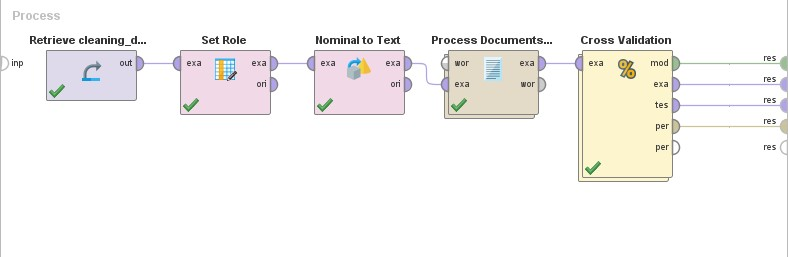 Process
Retrieve cleaning_d... Set Role Nominal to Text Process Documents... Cross Validation
inp out exa exa exa exa wor exa exa mod res
ori ori exa wor exa res
tes res
per res
per res